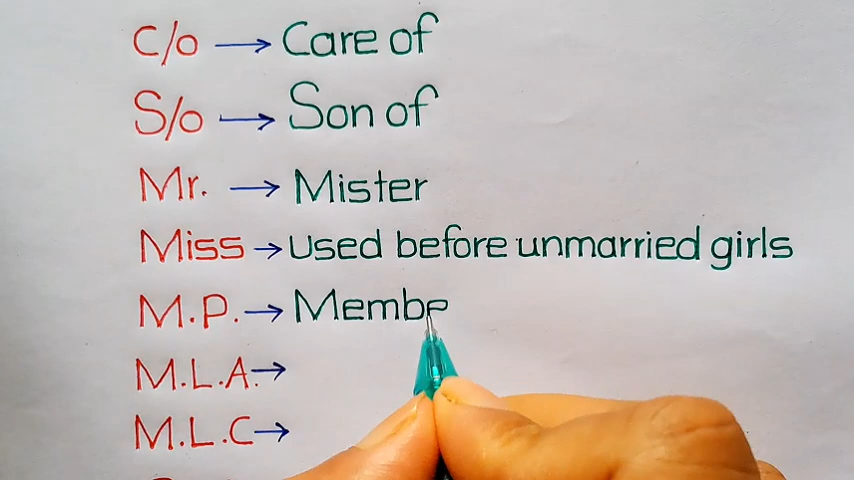 C/o → Care of
S/o → Son of
Mr. → Mister
Miss → Used before unmarried girls
M.P. → Membe
M.L.A. →
M.L.C →